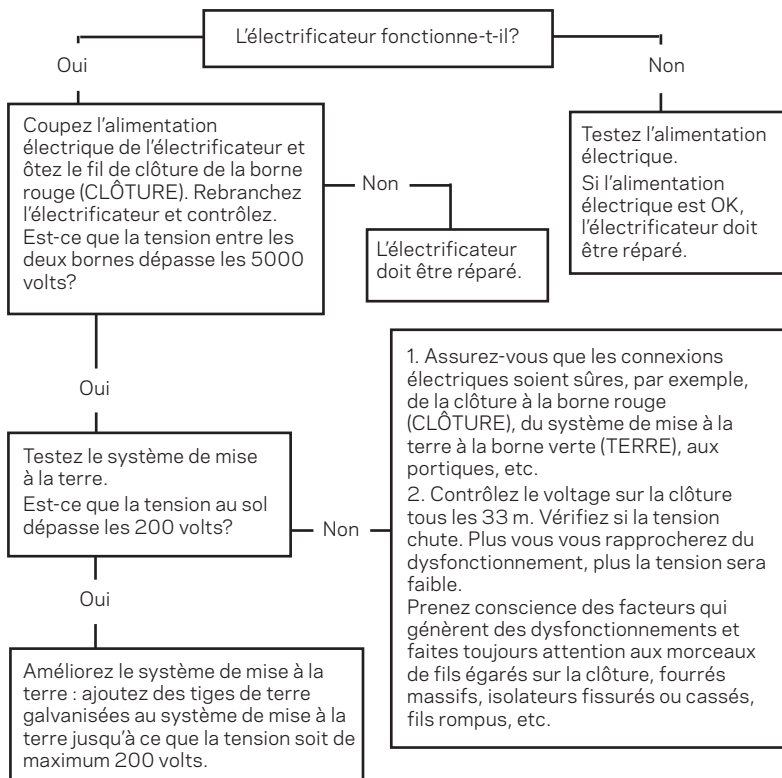 L'électrificateur fonctionne-t-il?
Oui
Non
Coupez l'alimentation
électrique de l'électrificateur et
ôtez le fil de clôture de la borne
rouge (CLÔTURE). Rebranchez
l'électrificateur et contrôlez.
Est-ce que la tension entre les
deux bornes dépasse les 5000
volts?
Non
L'électrificateur
doit être réparé.
Testez l'alimentation
électrique.
Si l'alimentation
électrique est OK,
l'électrificateur doit
être réparé.
Oui
Testez le système de mise
à la terre.
Est-ce que la tension au sol
dépasse les 200 volts?
Non
1. Assurez-vous que les connexions
électriques soient sûres, par exemple,
de la clôture à la borne rouge
(CLÔTURE), du système de mise à la
terre à la borne verte (TERRE), aux
portiques, etc.
2. Contrôlez le voltage sur la clôture
tous les 33 m. Vérifiez si la tension
chute. Plus vous vous rapprocherez du
dysfonctionnement, plus la tension sera
faible.
Prenez conscience des facteurs qui
génèrent des dysfonctionnements et
faites toujours attention aux morceaux
de fils égarés sur la clôture, fourrés
massifs, isolateurs fissurés ou cassés,
fils rompus, etc.
Oui
Améliorez le système de mise à la
terre : ajoutez des tiges de terre
galvanisées au système de mise à la
terre jusqu'à ce que la tension soit de
maximum 200 volts.